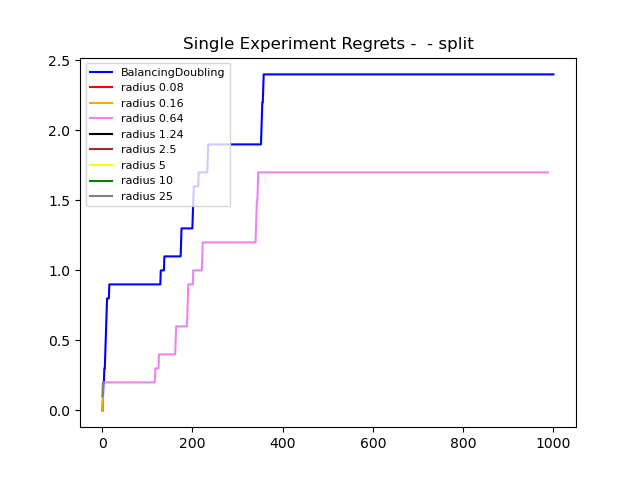 Single Experiment Regrets -  - split
2.5
2.0
1.5
1.0
0.5
0.0
BalancingDoubling
radius 0.08
radius 0.16
radius 0.64
radius 1.24
radius 2.5
radius 5
radius 10
radius 25
0 200 400 600 800 1000